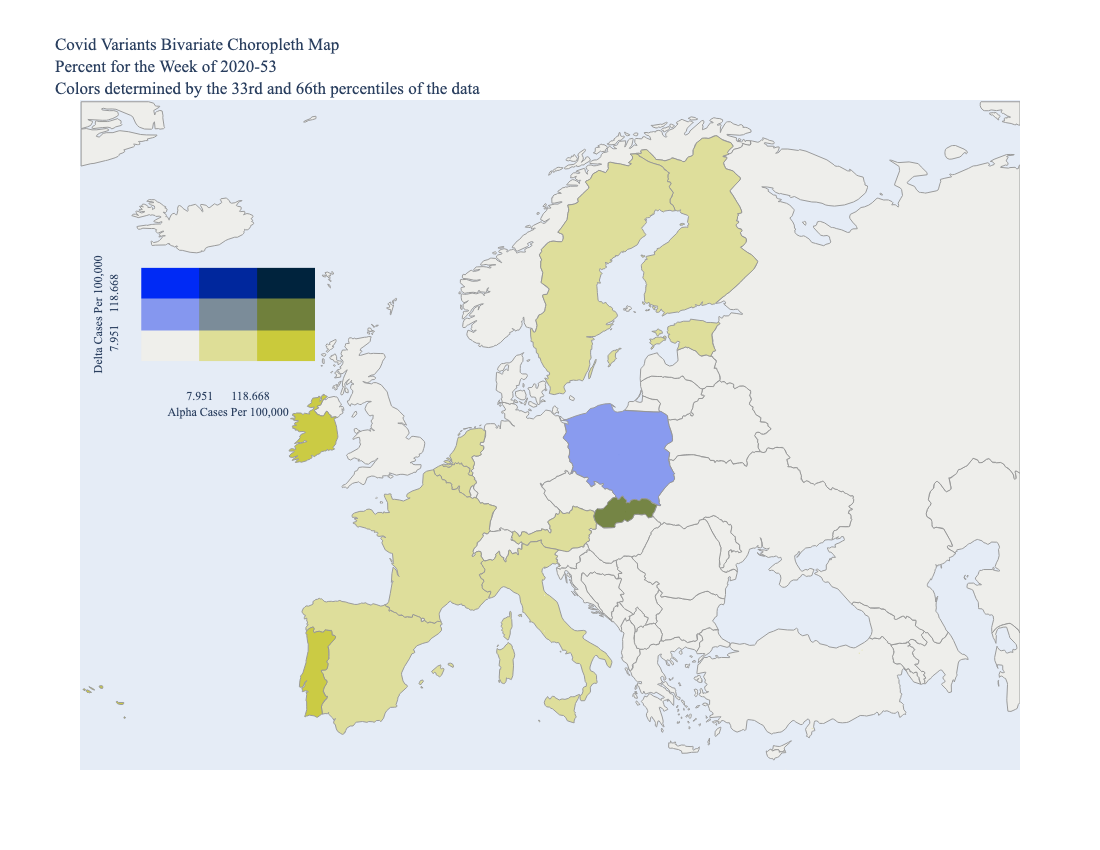 Covid Variants Bivariate Choropleth Map
Percent for the Week of 2020-53
Colors determined by the 33rd and 66th percentiles of the data
Delta Cases Per 100,000
7.951 118.668
7.951 118.668
Alpha Cases Per 100,000